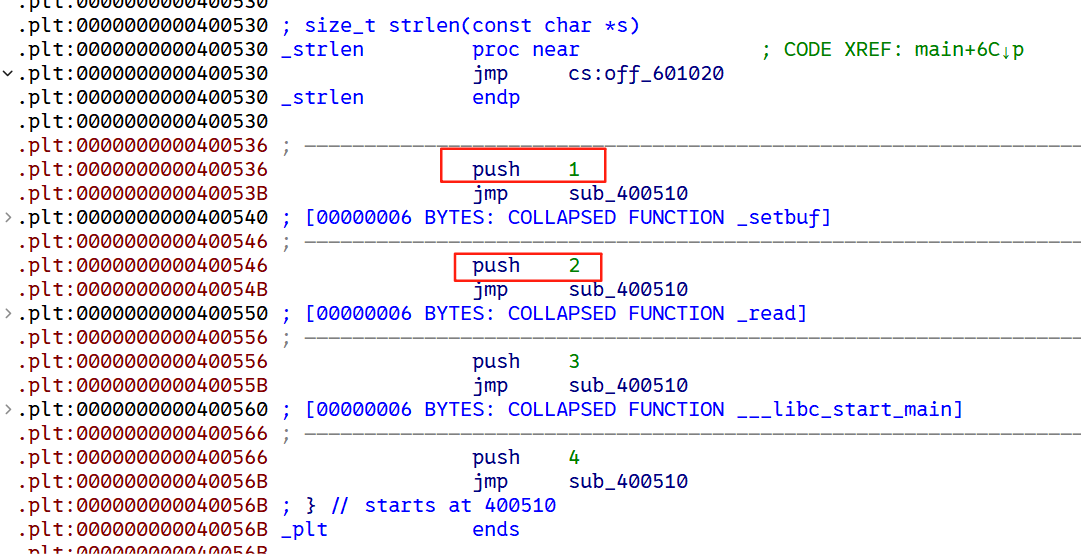 .plt:0000000000400530
.plt:0000000000400530 ; size_t strlen(const char *s)
.plt:0000000000400530 _strlen proc near ; CODE XREF: main+6C↓p
.plt:0000000000400530 jmp cs:off_601020
.plt:0000000000400530 _strlen endp
.plt:0000000000400530
.plt:0000000000400536 ; ───────────────────────────────────────
.plt:0000000000400536 push 1
.plt:000000000040053B jmp sub_400510
.plt:0000000000400540 ; [00000006 BYTES: COLLAPSED FUNCTION _setbuf]
.plt:0000000000400546 ; ───────────────────────────────────────
.plt:0000000000400546 push 2
.plt:000000000040054B jmp sub_400510
.plt:0000000000400550 ; [00000006 BYTES: COLLAPSED FUNCTION _read]
.plt:0000000000400556 ; ───────────────────────────────────────
.plt:0000000000400556 push 3
.plt:000000000040055B jmp sub_400510
.plt:0000000000400560 ; [00000006 BYTES: COLLAPSED FUNCTION ___libc_start_main]
.plt:0000000000400566 ; ───────────────────────────────────────
.plt:0000000000400566 push 4
.plt:000000000040056B jmp sub_400510
.plt:000000000040056B ; } // starts at 400510
.plt:000000000040056B _plt ends
.plt:000000000040056B